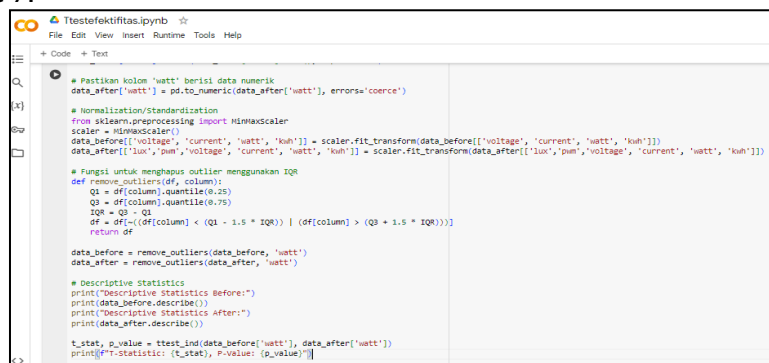 Ttestefektifitas.ipynb
File Edit View Insert Runtime Tools Help
+ Code + Text
# Pastikan kolom 'watt' berisi data numerik
data_after['watt'] = pd.to_numeric(data_after['watt'], errors='coerce')
# Normalization/Standardization
from sklearn.preprocessing import MinMaxScaler
scaler = MinMaxScaler()
data_before[['voltage', 'current', 'watt', 'kwh']] = scaler.fit_transform(data_before[['voltage', 'current', 'watt', 'kwh']])
data_after[['lux','pwm','voltage', 'current', 'watt', 'kwh']] = scaler.fit_transform(data_after[['lux','pwm','voltage', 'current', 'watt', 'kwh']])
# Fungsi untuk menghapus outlier menggunakan IQR
def remove_outliers(df, column):
Q1 = df[column].quantile(0.25)
Q3 = df[column].quantile(0.75)
IQR = Q3 - Q1
df = df[~((df[column] < (Q1 - 1.5 * IQR)) | (df[column] > (Q3 + 1.5 * IQR)))]
return df
data_before = remove_outliers(data_before, 'watt')
data_after = remove_outliers(data_after, 'watt')
# Descriptive Statistics
print("Descriptive Statistics Before:")
print(data_before.describe())
print("Descriptive Statistics After:")
print(data_after.describe())
t_stat, p_value = ttest_ind(data_before['watt'], data_after['watt'])
print(f"T-Statistic: {t_stat}, P-Value: {p_value}")